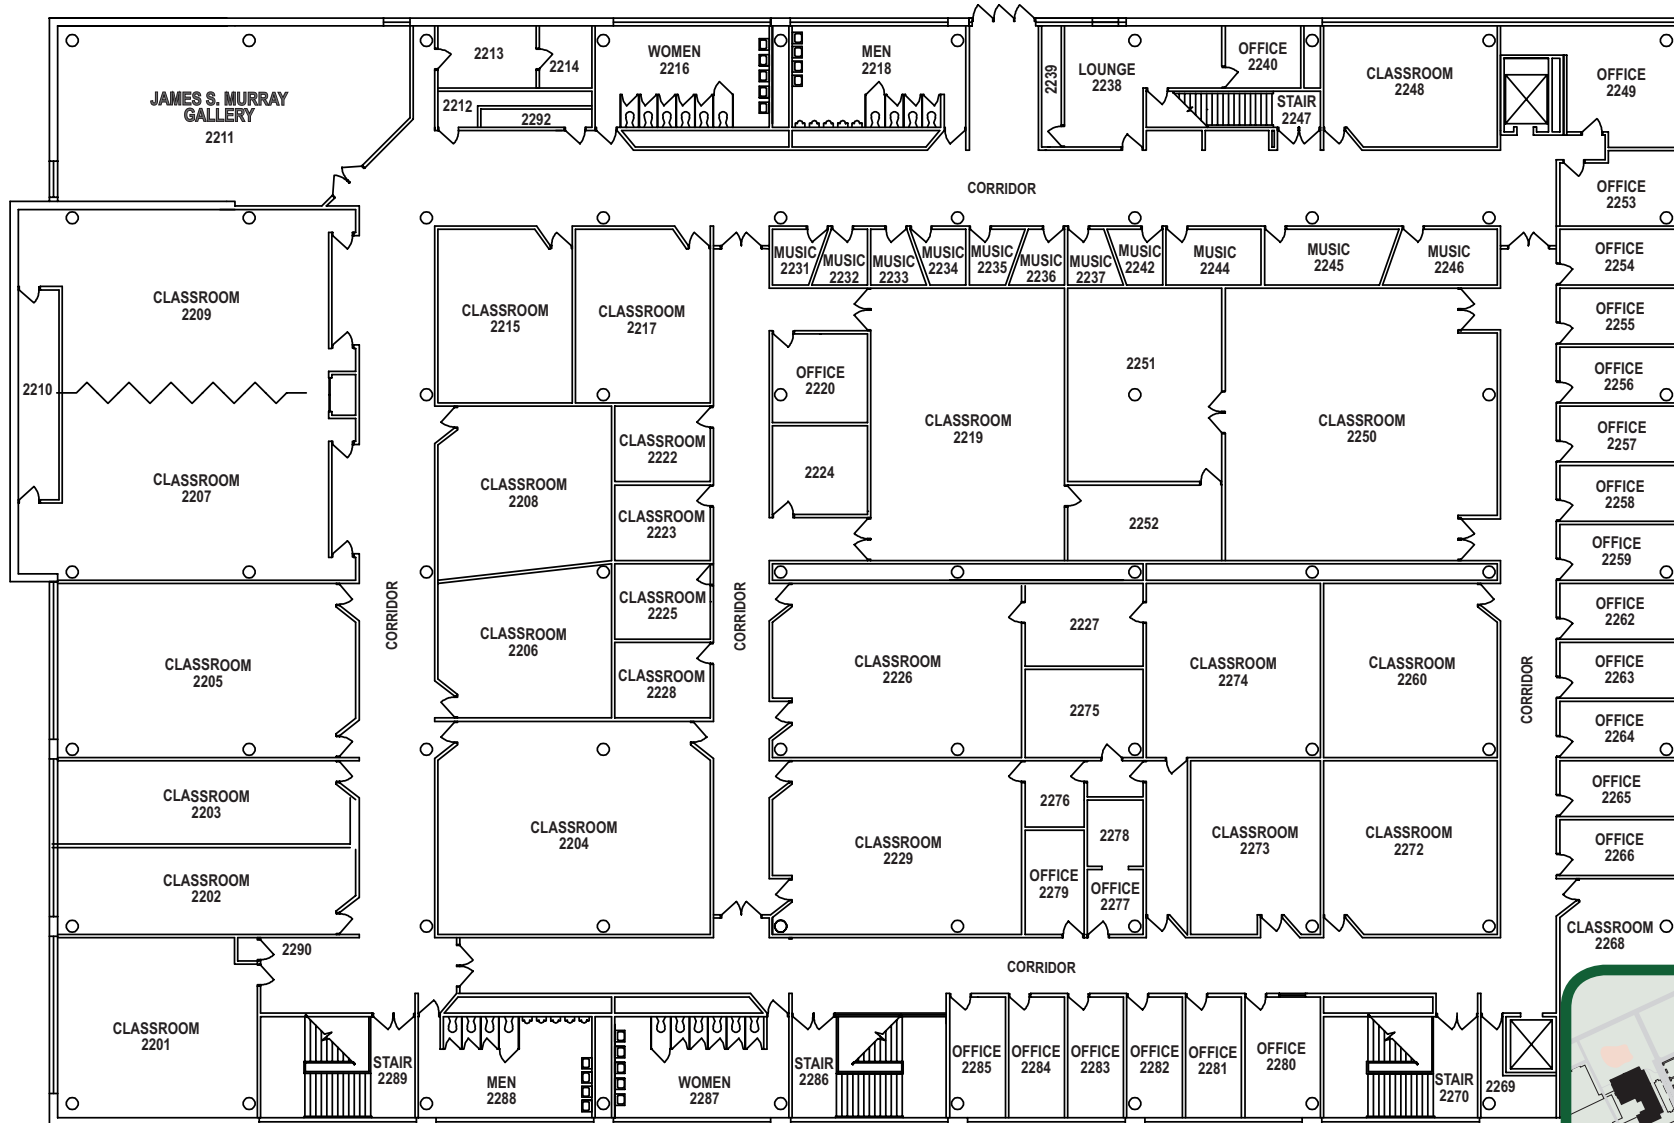 JAMES S. MURRAY
GALLERY
2211
2213
2214
2212
2292
WOMEN
2216
MEN
2218
2239
LOUNGE
2238
OFFICE
2240
STAIR
2247
CLASSROOM
2248
OFFICE
2249
CORRIDOR
OFFICE
2253
CLASSROOM
2209
2210
CLASSROOM
2207
CLASSROOM
2215
CLASSROOM
2217
MUSIC
2231
MUSIC
2232
MUSIC
2233
MUSIC
2234
MUSIC
2235
MUSIC
2236
MUSIC
2237
MUSIC
2242
MUSIC
2244
MUSIC
2245
MUSIC
2246
OFFICE
2254
OFFICE
2255
OFFICE
2256
OFFICE
2257
OFFICE
2258
OFFICE
2259
OFFICE
2220
2224
CLASSROOM
2219
2251
2252
CLASSROOM
2250
CLASSROOM
2208
CLASSROOM
2222
CLASSROOM
2223
CLASSROOM
2225
CLASSROOM
2228
CLASSROOM
2206
CORRIDOR
CORRIDOR
CORRIDOR
CLASSROOM
2205
CLASSROOM
2226
2227
2275
CLASSROOM
2274
CLASSROOM
2260
OFFICE
2262
OFFICE
2263
OFFICE
2264
OFFICE
2265
OFFICE
2266
CLASSROOM
2203
CLASSROOM
2202
CLASSROOM
2204
CLASSROOM
2229
2276
2278
OFFICE
2279
OFFICE
2277
CLASSROOM
2273
CLASSROOM
2272
CLASSROOM
2268
2290
CORRIDOR
CLASSROOM
2201
STAIR
2289
MEN
2288
WOMEN
2287
STAIR
2286
OFFICE
2285
OFFICE
2284
OFFICE
2283
OFFICE
2282
OFFICE
2281
OFFICE
2280
STAIR
2270
2269